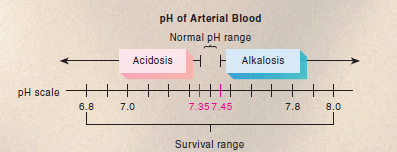 pH of Arterial Blood
Normal pH range
Acidosis Alkalosis
pH scale
6.8 7.0 7.35 7.45 7.8 8.0
Survival range